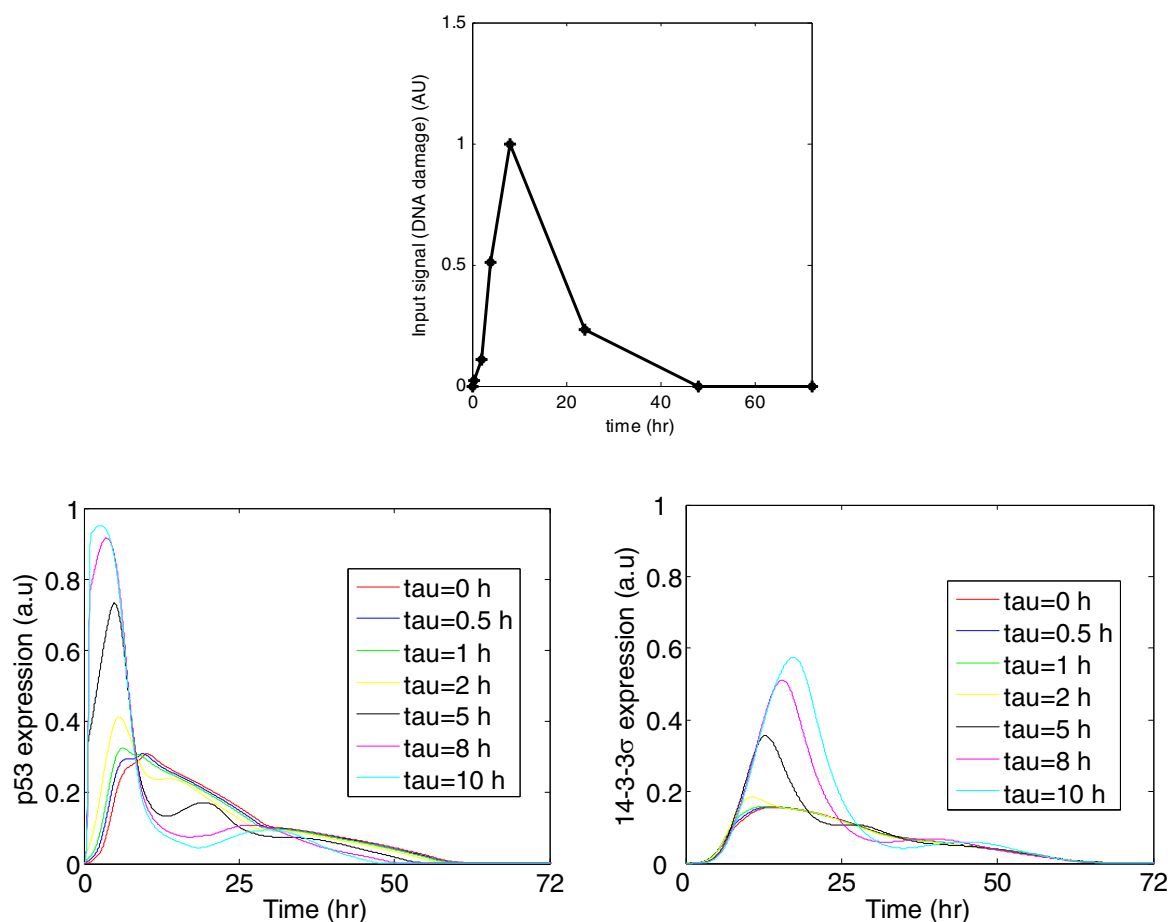 1.5
1
0.5
0
Input signal (DNA damage) (AU)
0 20 40 60
time (hr)
1
0.8
0.6
0.4
0.2
0
p53 expression (a.u)
tau=0 h
tau=0.5 h
tau=1 h
tau=2 h
tau=5 h
tau=8 h
tau=10 h
0 25 50 72
Time (hr)
1
0.8
0.6
0.4
0.2
0
14-3-3σ expression (a.u)
tau=0 h
tau=0.5 h
tau=1 h
tau=2 h
tau=5 h
tau=8 h
tau=10 h
0 25 50 72
Time (hr)